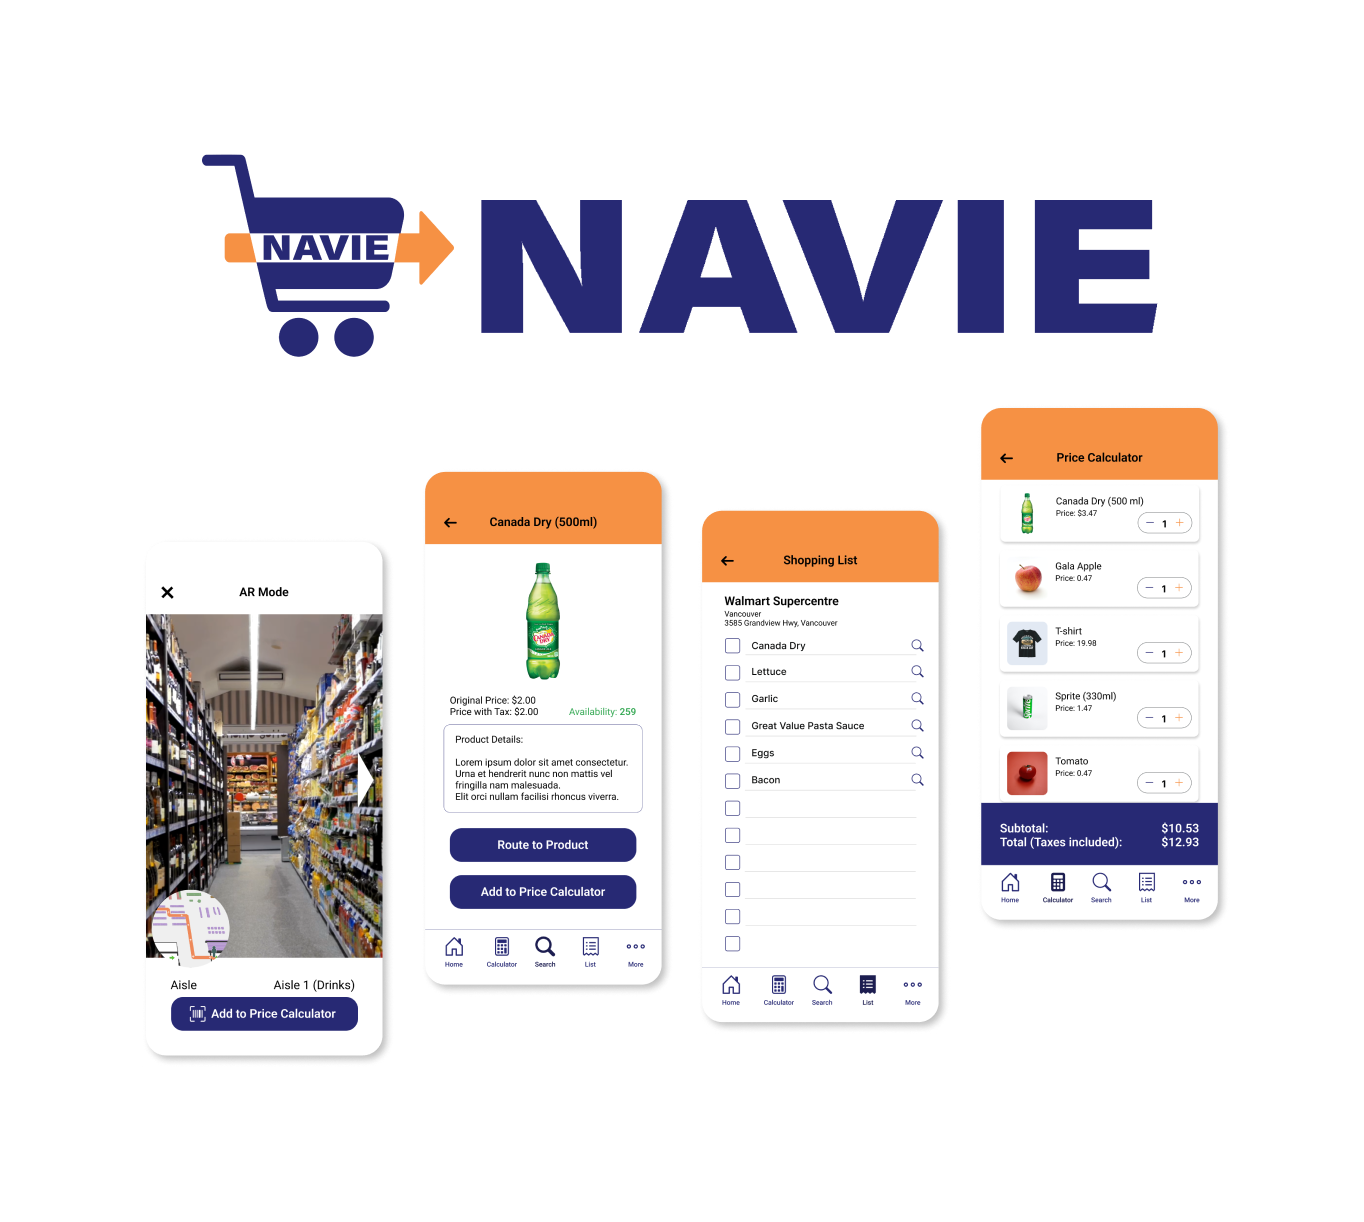 NAVIE
NAVIE
AR Mode
Aisle
Aisle 1 (Drinks)
Add to Price Calculator
Canada Dry (500ml)
CANADA
DRY
Original Price: $2.00
Price with Tax: $2.00
Availability: 259
Product Details:
Lorem ipsum dolor sit amet consectetur.
Urna et hendrerit nunc non mattis vel
fringilla nam malesuada.
Elit orci nullam facilisi rhoncus viverra.
Route to Product
Add to Price Calculator
Home
Calculator
Search
List
More
Shopping List
Walmart Supercentre
Vancouver
3585 Grandview Hwy, Vancouver
Canada Dry
Lettuce
Garlic
Great Value Pasta Sauce
Eggs
Bacon
Home
Calculator
Search
List
More
Price Calculator
Canada Dry (500 ml)
Price: $3.47
1
Gala Apple
Price: 0.47
1
T-shirt
Price: 19.98
1
Sprite (330ml)
Price: 1.47
1
Tomato
Price: 0.47
1
Subtotal: $10.53
Total (Taxes included): $12.93
Home
Calculator
Search
List
More